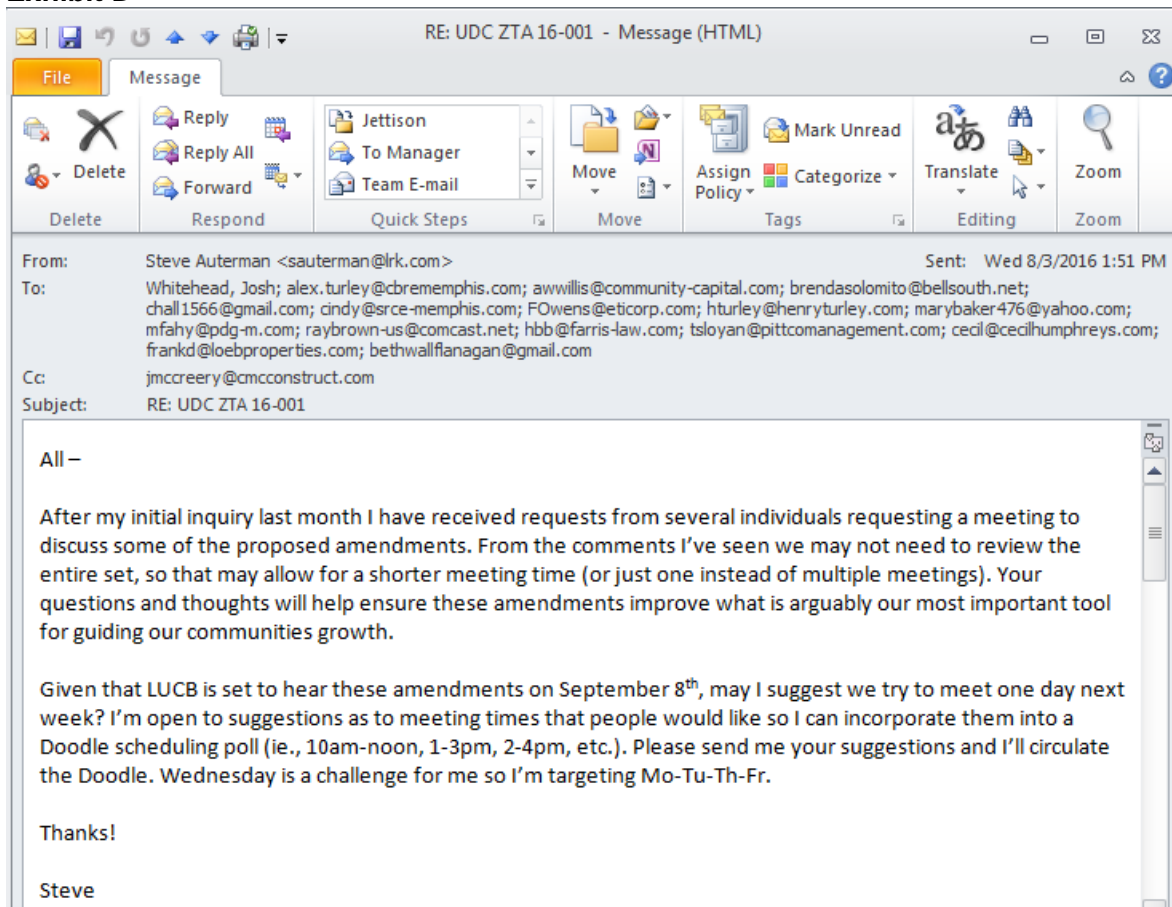 RE: UDC ZTA 16-001 - Message (HTML)
File Message
Delete
Reply
Reply All
Forward
Jettison
To Manager
Team E-mail
Move
Assign Policy
Mark Unread
Categorize
Translate
Zoom
Delete Respond Quick Steps Move Tags Editing Zoom
From: Steve Auterman <sauterman@lrk.com> Sent: Wed 8/3/2016 1:51 PM
To: Whitehead, Josh; alex.turley@cbrememphis.com; awwillis@community-capital.com; brendasolomito@bellsouth.net;
chall1566@gmail.com; cindy@srce-memphis.com; FOwens@eticorp.com; hturley@henryturley.com; marybaker476@yahoo.com;
mfahy@pdg-m.com; raybrown-us@comcast.net; hbb@farris-law.com; tsloyan@pittcomanagement.com; cecil@cecilhumphreys.com;
frankd@loebproperties.com; bethwallflanagan@gmail.com
Cc: jmccreery@cmcconstruct.com
Subject: RE: UDC ZTA 16-001
All –
After my initial inquiry last month I have received requests from several individuals requesting a meeting to
discuss some of the proposed amendments. From the comments I've seen we may not need to review the
entire set, so that may allow for a shorter meeting time (or just one instead of multiple meetings). Your
questions and thoughts will help ensure these amendments improve what is arguably our most important tool
for guiding our communities growth.
Given that LUCB is set to hear these amendments on September 8th, may I suggest we try to meet one day next
week? I'm open to suggestions as to meeting times that people would like so I can incorporate them into a
Doodle scheduling poll (ie., 10am-noon, 1-3pm, 2-4pm, etc.). Please send me your suggestions and I'll circulate
the Doodle. Wednesday is a challenge for me so I'm targeting Mo-Tu-Th-Fr.
Thanks!
Steve